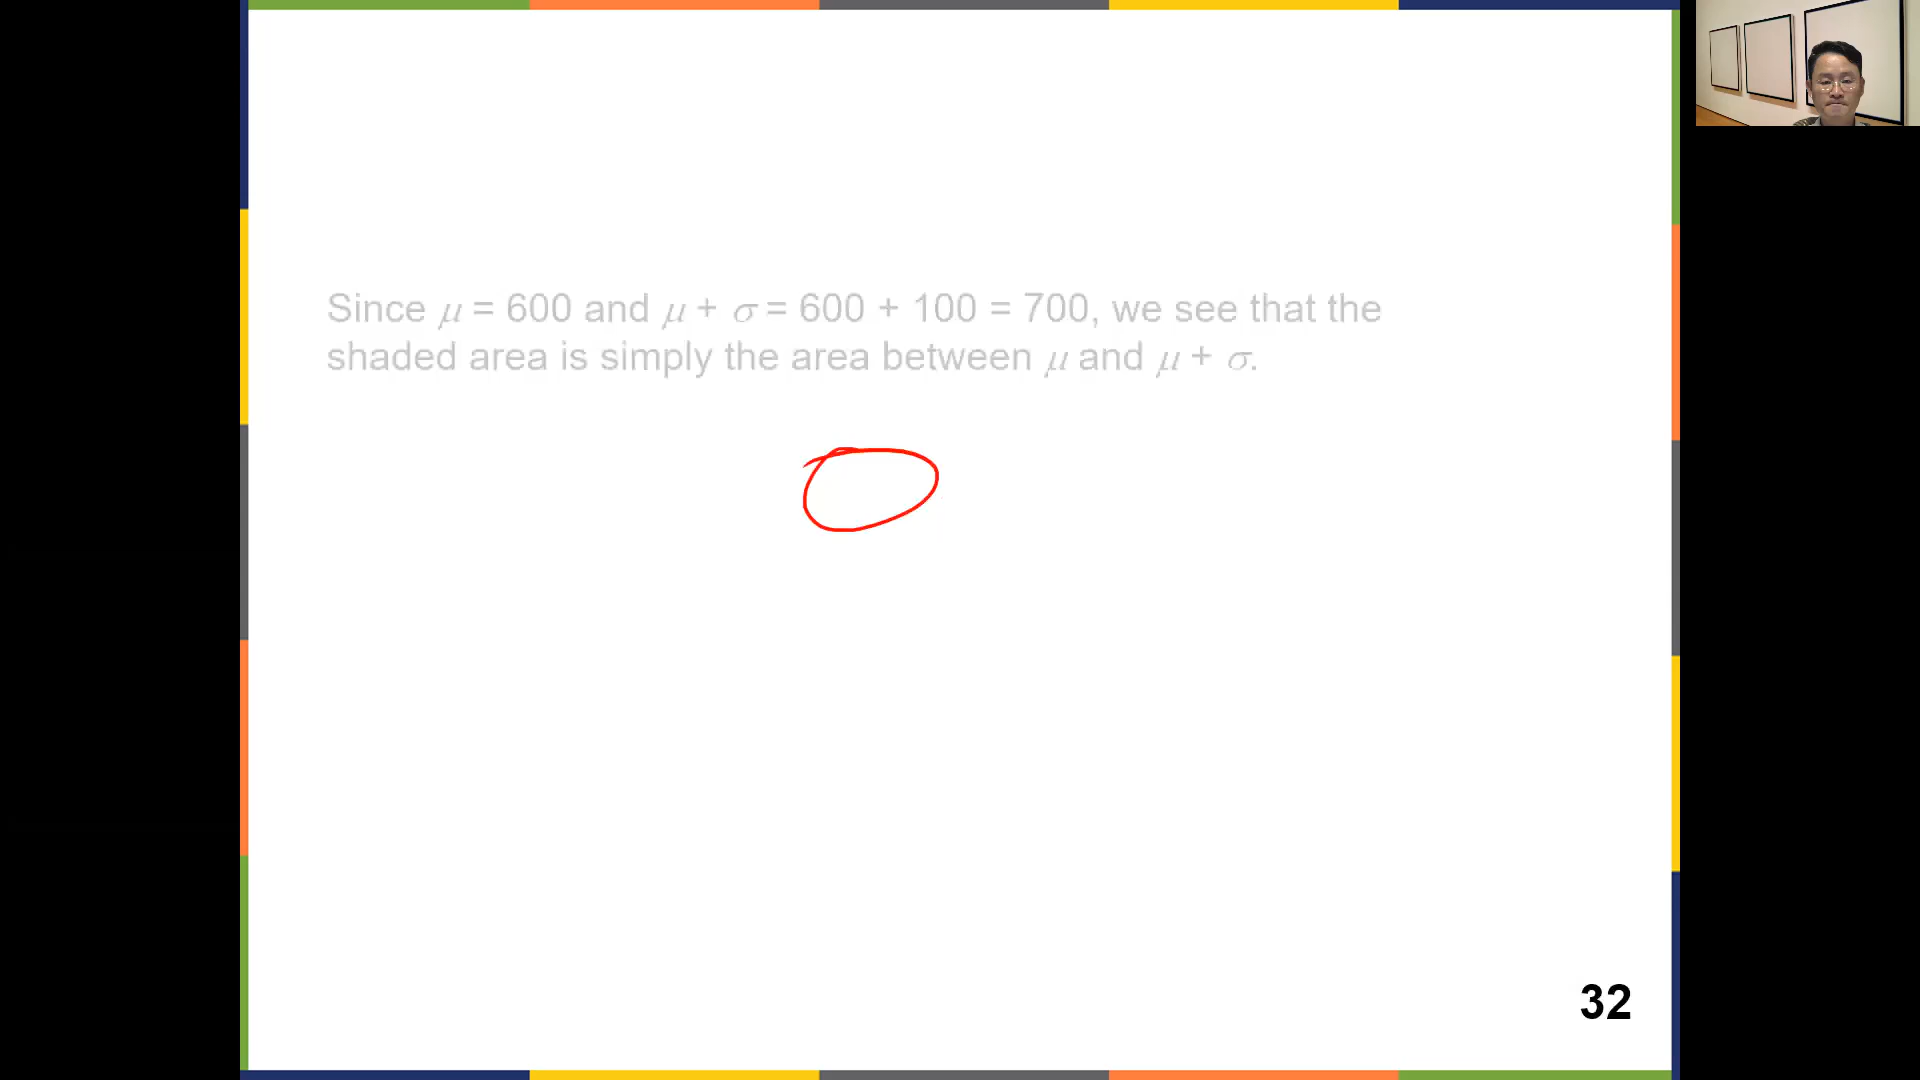 Since μ = 600 and μ + σ = 600 + 100 = 700, we see that the
shaded area is simply the area between μ and μ + σ.
32